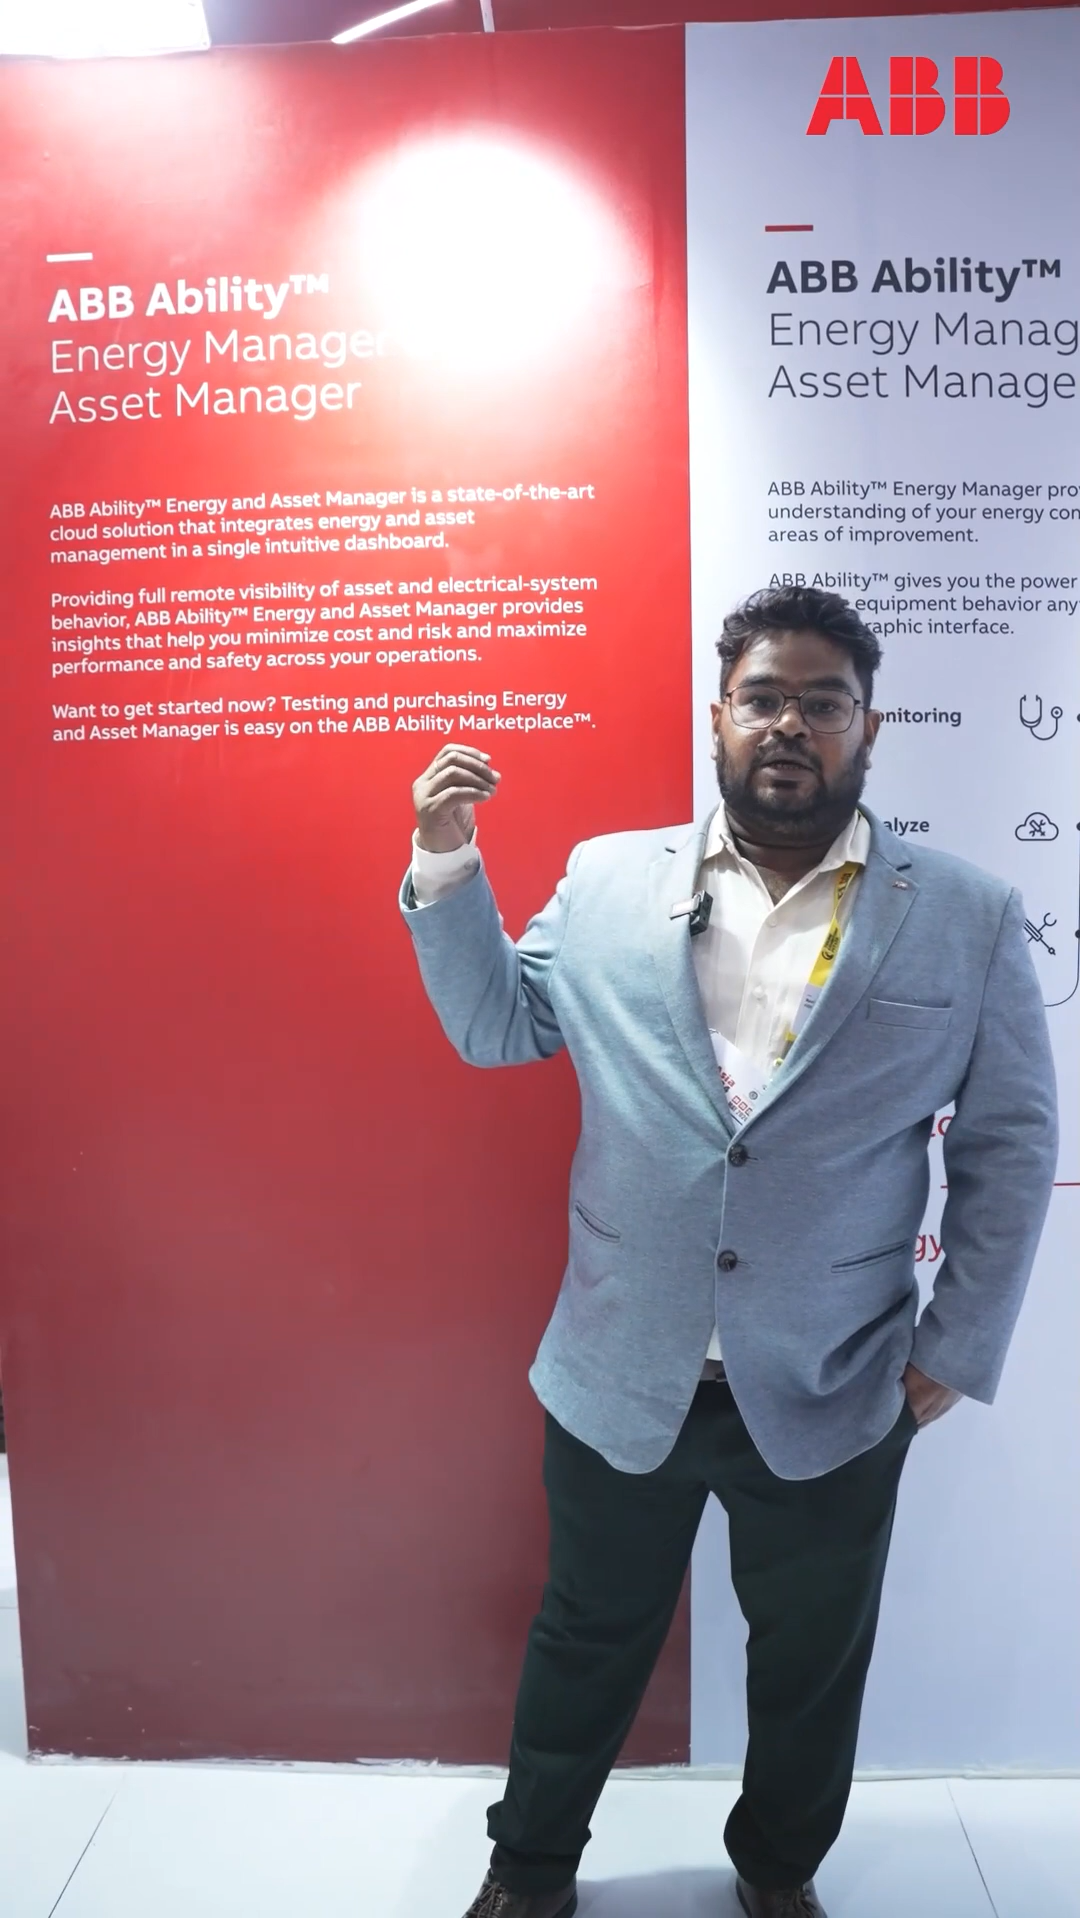 ABB
ABB Ability™
Energy Manager
Asset Manager
ABB Ability™ Energy and Asset Manager is a state-of-the-art
cloud solution that integrates energy and asset
management in a single intuitive dashboard.
Providing full remote visibility of asset and electrical-system
behavior, ABB Ability™ Energy and Asset Manager provides
insights that help you minimize cost and risk and maximize
performance and safety across your operations.
Want to get started now? Testing and purchasing Energy
and Asset Manager is easy on the ABB Ability Marketplace™.
ABB Ability™
Energy Manag
Asset Manage
ABB Ability™ Energy Manager pro
understanding of your energy con
areas of improvement.
ABB Ability™ gives you the power
equipment behavior any
raphic interface.
onitoring
alyze
gy